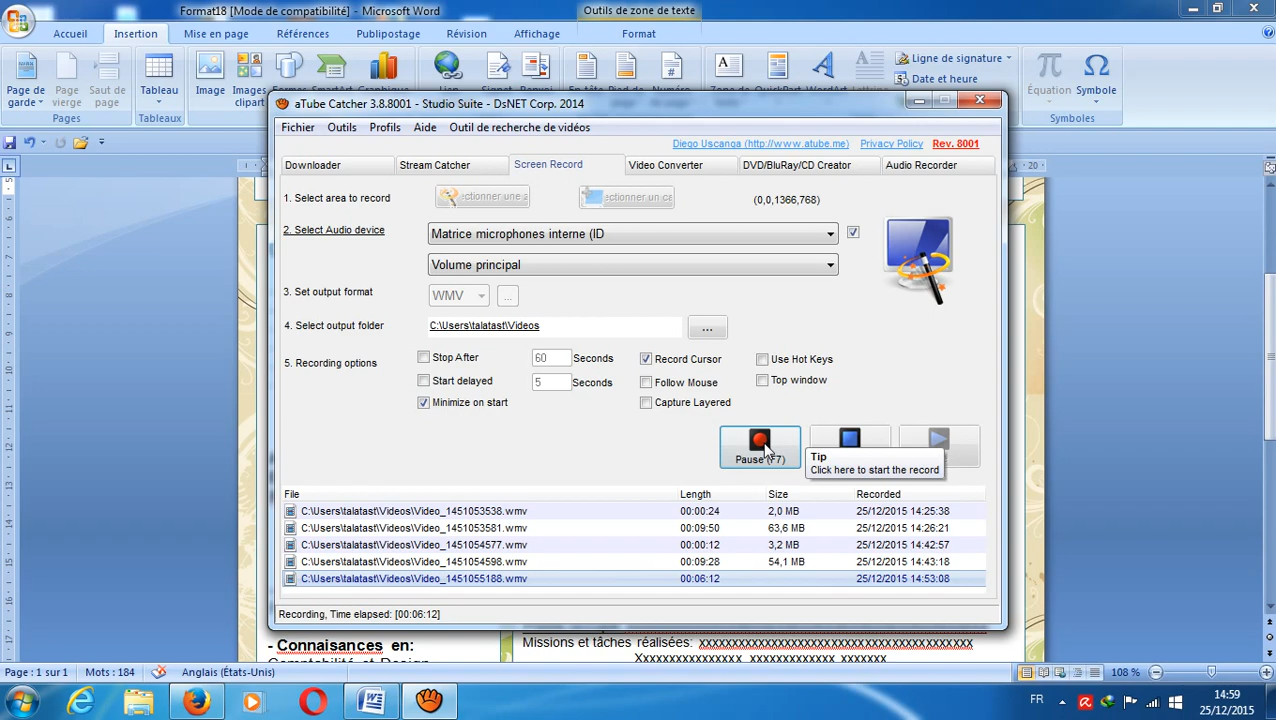 Format18 [Mode de compatibilité] - Microsoft Word
Outils de zone de texte
Accueil
Insertion
Mise en page
Références
Publipostage
Révision
Affichage
Format
Page de garde
Page vierge
Saut de page
Tableau
Image
Images clipart
Ligne de signature
Date et heure
Équation
Symbole
Pages
Tableaux
Symboles
aTube Catcher 3.8.8001 - Studio Suite - DsNET Corp. 2014
Fichier Outils Profils Aide Outil de recherche de vidéos
Diego Uscanga (http://www.atube.me) Privacy Policy Rev. 8001
Downloader Stream Catcher Screen Record Video Converter DVD/BluRay/CD Creator Audio Recorder
1. Select area to record
(0,0,1366,768)
2. Select Audio device
Matrice microphones interne (ID
Volume principal
3. Set output format
WMV ...
4. Select output folder
C:\Users\talatast\Videos
...
5. Recording options
Stop After 60 Seconds
Record Cursor
Use Hot Keys
Start delayed 5 Seconds
Follow Mouse
Top window
Minimize on start
Capture Layered
Pause (F7)
Tip
Click here to start the record
File Length Size Recorded
C:\Users\talatast\Videos\Video_1451053538.wmv 00:00:24 2,0 MB 25/12/2015 14:25:38
C:\Users\talatast\Videos\Video_1451053581.wmv 00:09:50 63,6 MB 25/12/2015 14:26:21
C:\Users\talatast\Videos\Video_1451054577.wmv 00:00:12 3,2 MB 25/12/2015 14:42:57
C:\Users\talatast\Videos\Video_1451054598.wmv 00:09:28 54,1 MB 25/12/2015 14:43:18
C:\Users\talatast\Videos\Video_1451055188.wmv 00:06:12 25/12/2015 14:53:08
Recording, Time elapsed: [00:06:12]
- Connaisances en:
Missions et tâches réalisées: xxxxxxxxxxxxxxxxxxxxxxxxxxxxxxxxxxxxxx
Xxxxxxxxxxxxxxx xxxxxxxxxxxx xxxxxxx
Comptabilité et Design
Page : 1 sur 1
Mots : 184
Anglais (États-Unis)
108 %
FR
14:59
25/12/2015